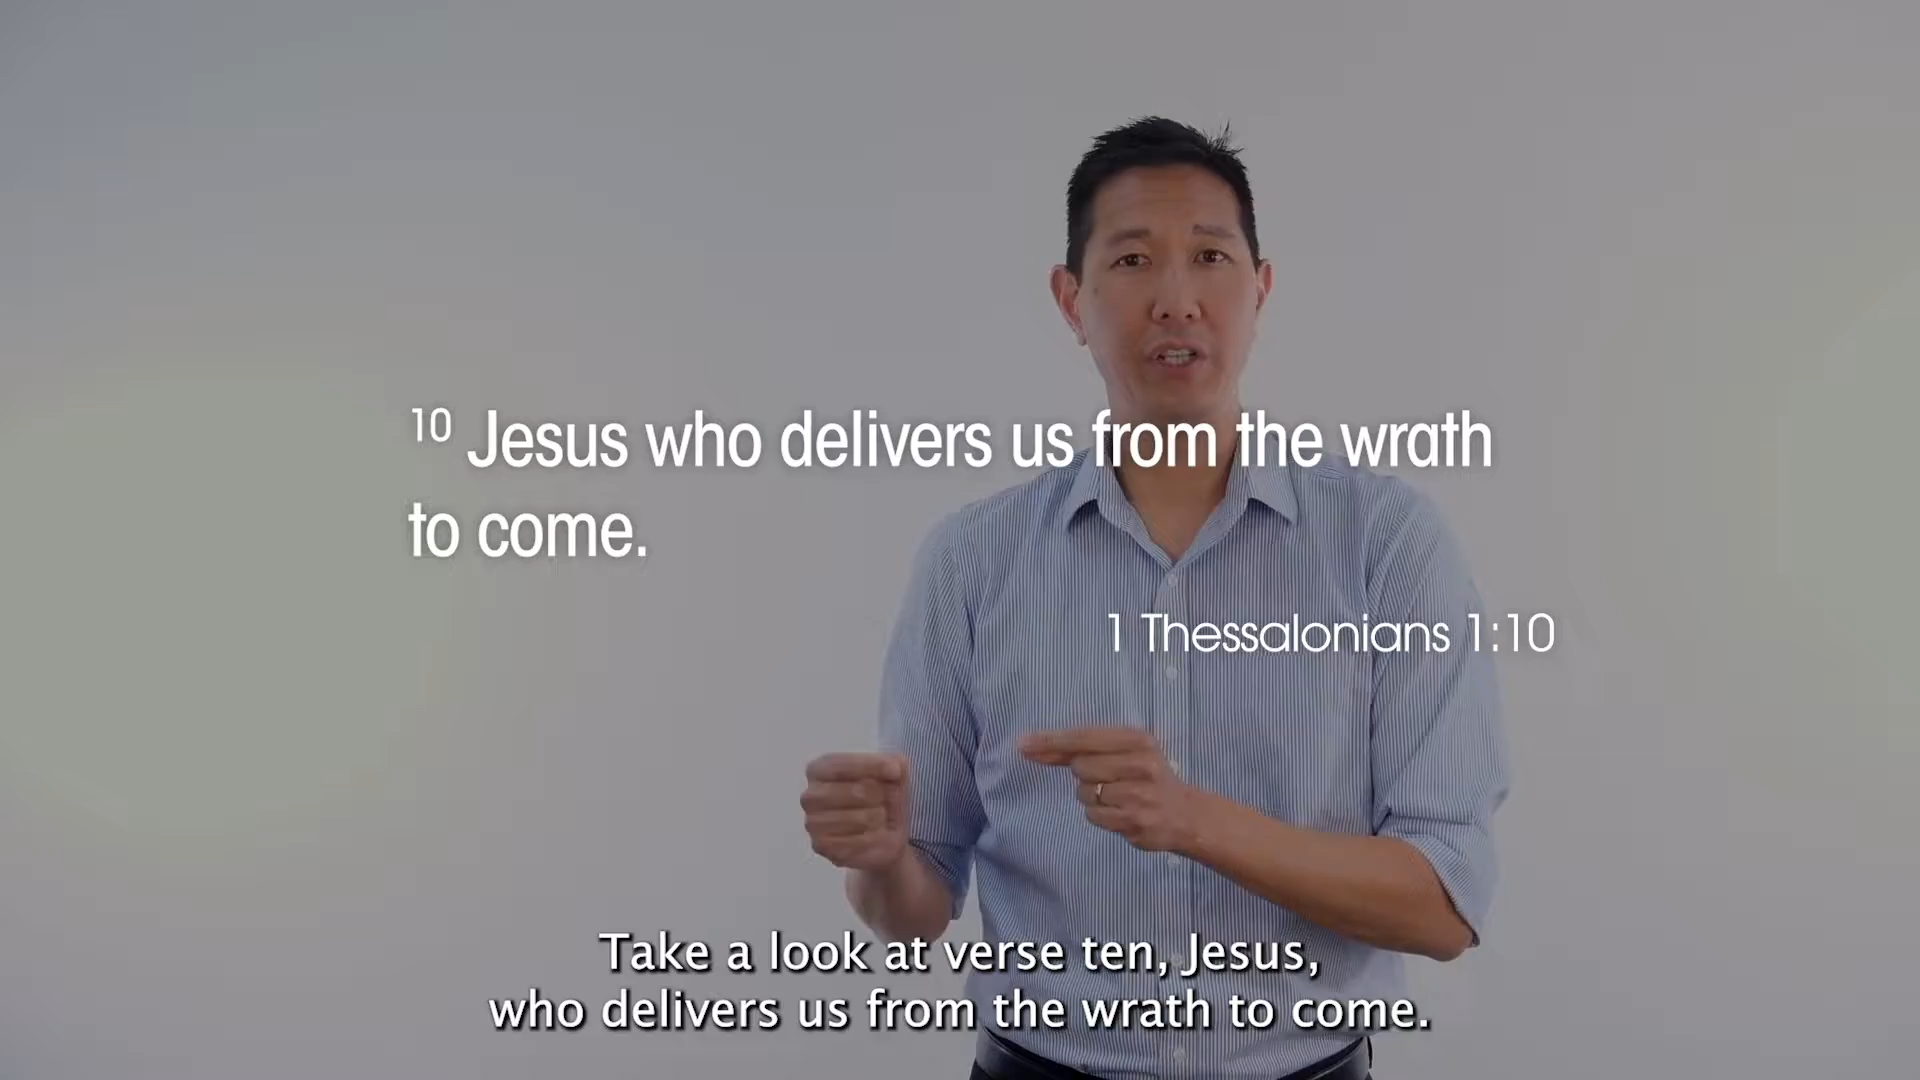 10 Jesus who delivers us from the wrath
to come.
1 Thessalonians 1:10
Take a look at verse ten, Jesus,
who delivers us from the wrath to come.